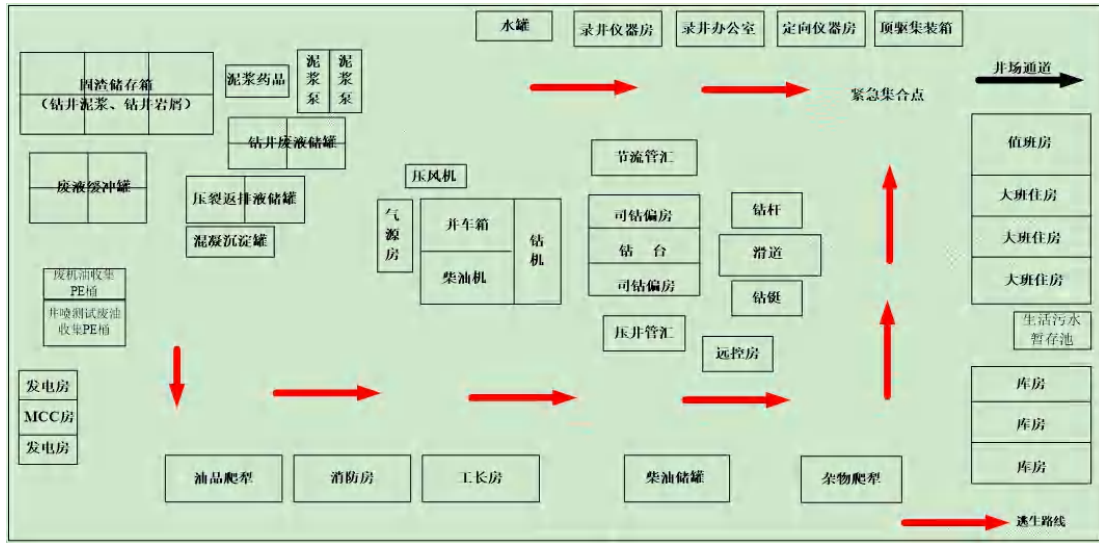 水罐
录井仪器房
录井办公室
定向仪器房
顶驱集装箱
固渣储存箱
（钻井泥浆、钻井岩屑）
泥浆药品
泥浆泵
泥浆泵
井场通道
紧急集合点
钻井废液储罐
废液缓冲罐
压裂返排液储罐
混凝沉淀罐
压风机
气源房
并车箱
柴油机
钻机
节流管汇
司钻偏房
钻台
司钻偏房
压井管汇
钻杆
滑道
钻铤
远控房
值班房
大班住房
大班住房
大班住房
生活污水
暂存池
废机油收集
PE桶
井喷测试废油
收集PE桶
发电房
MCC房
发电房
库房
库房
库房
油品爬犁
消防房
工长房
柴油储罐
杂物爬犁
逃生路线